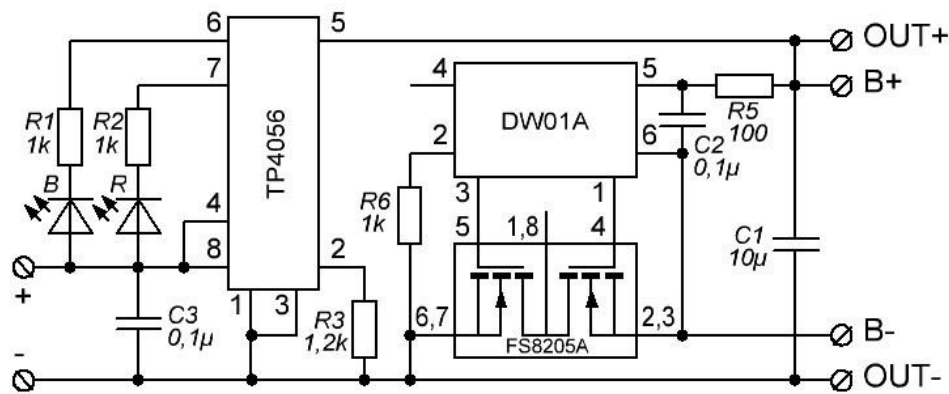 6
5
OUT+
7
4
5
B+
R1
1k
R2
1k
TP4056
DW01A
R5
100
2
6
C2
0,1µ
B
R
R6
1k
3
1
4
5
1,8
4
C1
10µ
8
2
+
1
3
C3
0,1µ
R3
1,2k
6,7
2,3
B-
FS8205A
-
OUT-